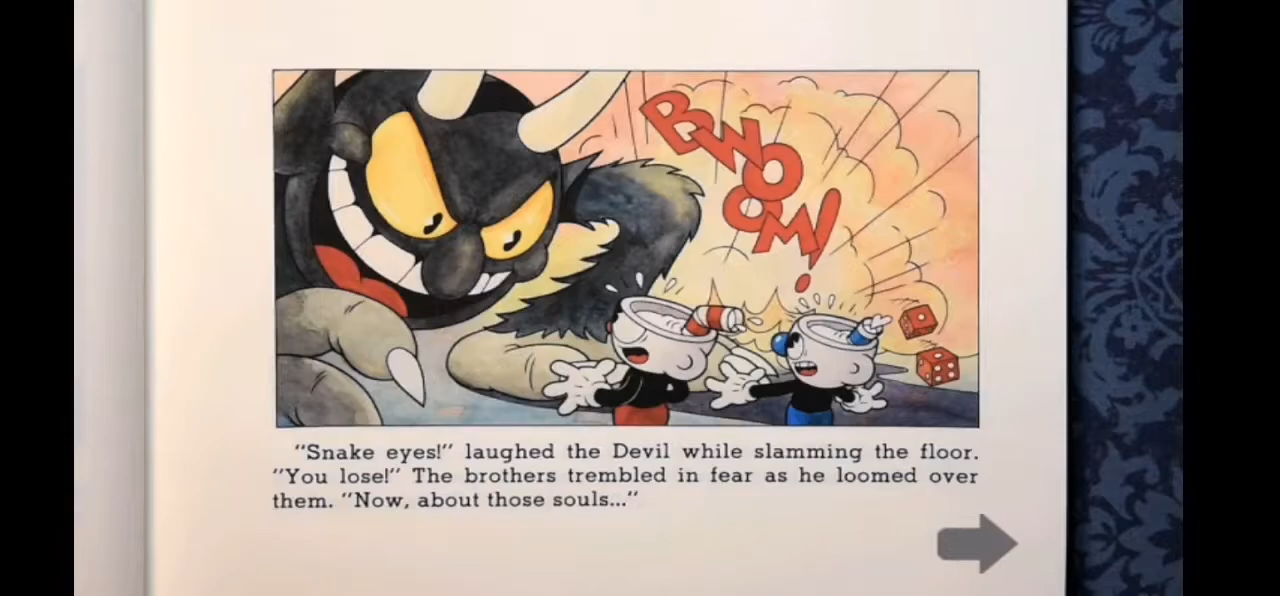 BWOOM!
"Snake eyes!" laughed the Devil while slamming the floor.
"You lose!" The brothers trembled in fear as he loomed over
them. "Now, about those souls..."